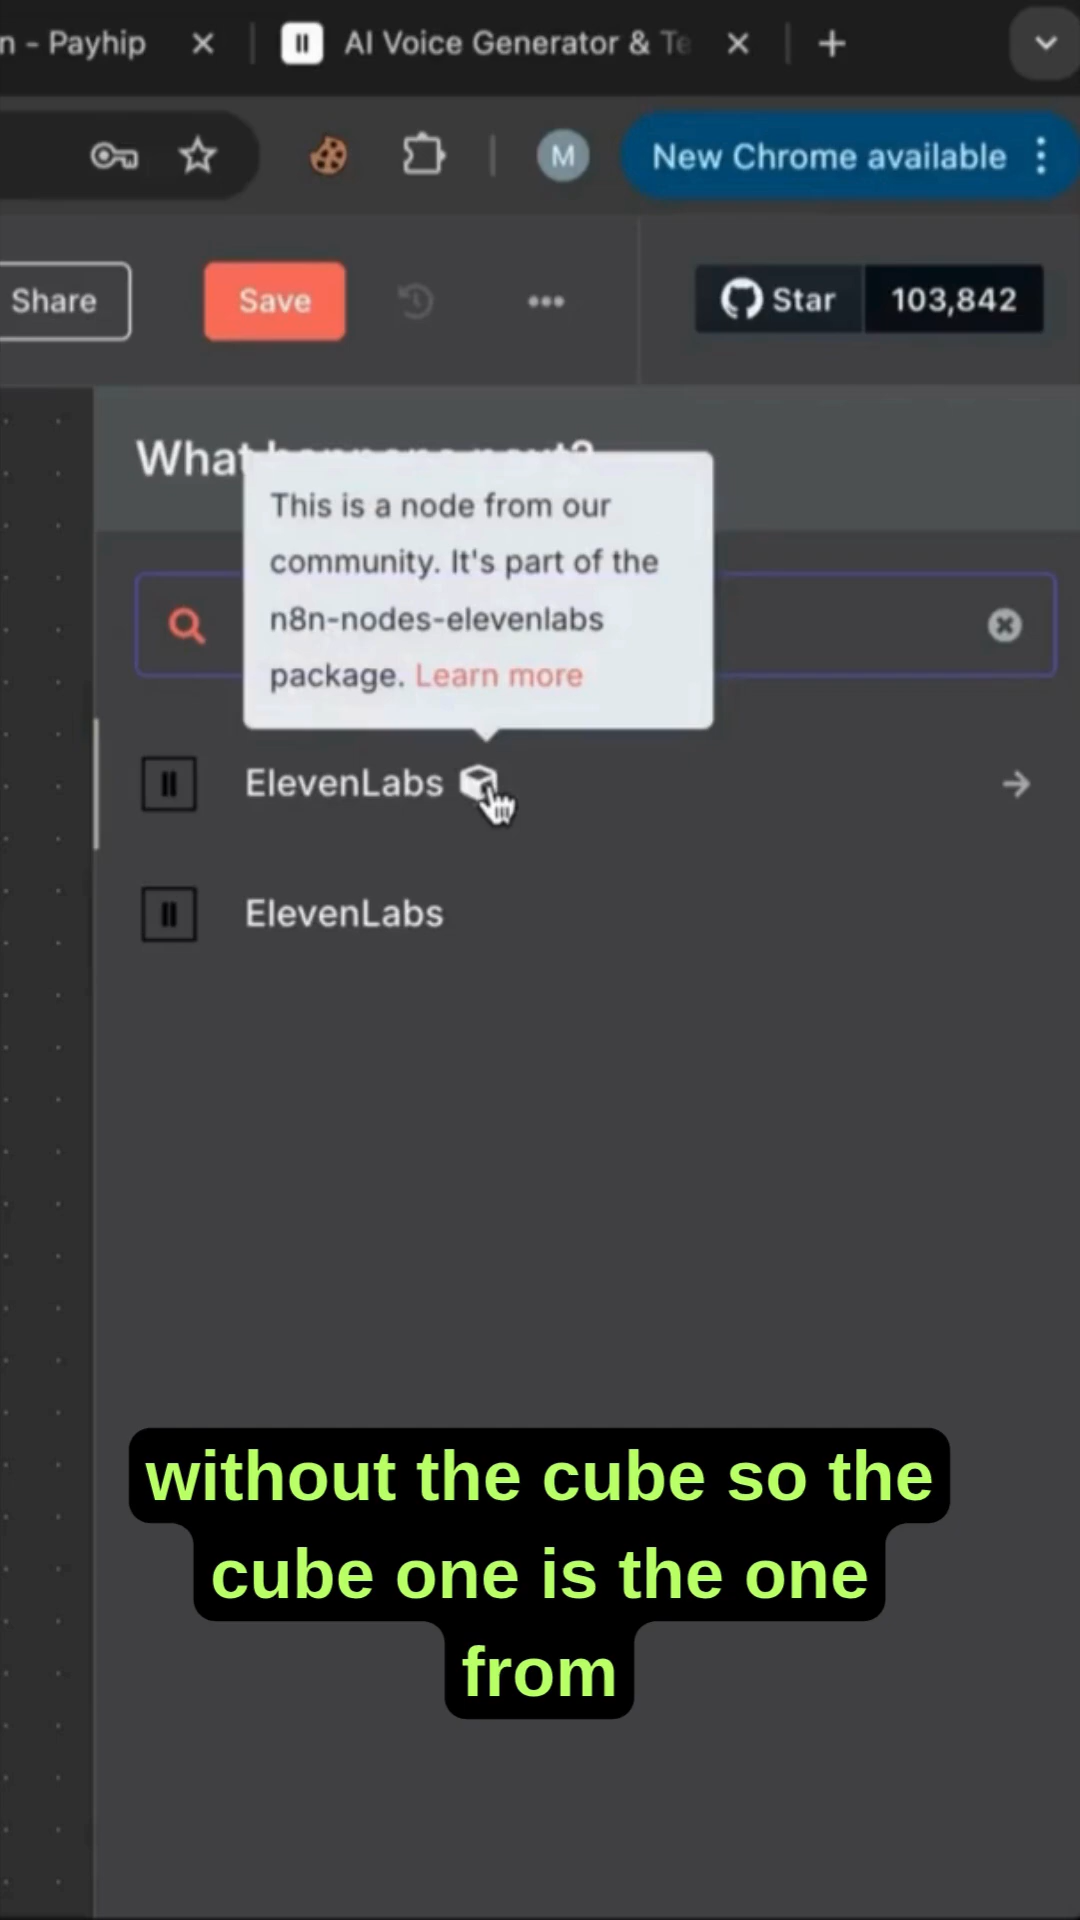 n - Payhip
AI Voice Generator & Te
M
New Chrome available
Share
Save
Star
103,842
What happens next?
This is a node from our
community. It's part of the
n8n-nodes-elevenlabs
package. Learn more
ElevenLabs
ElevenLabs
without the cube so the
cube one is the one
from